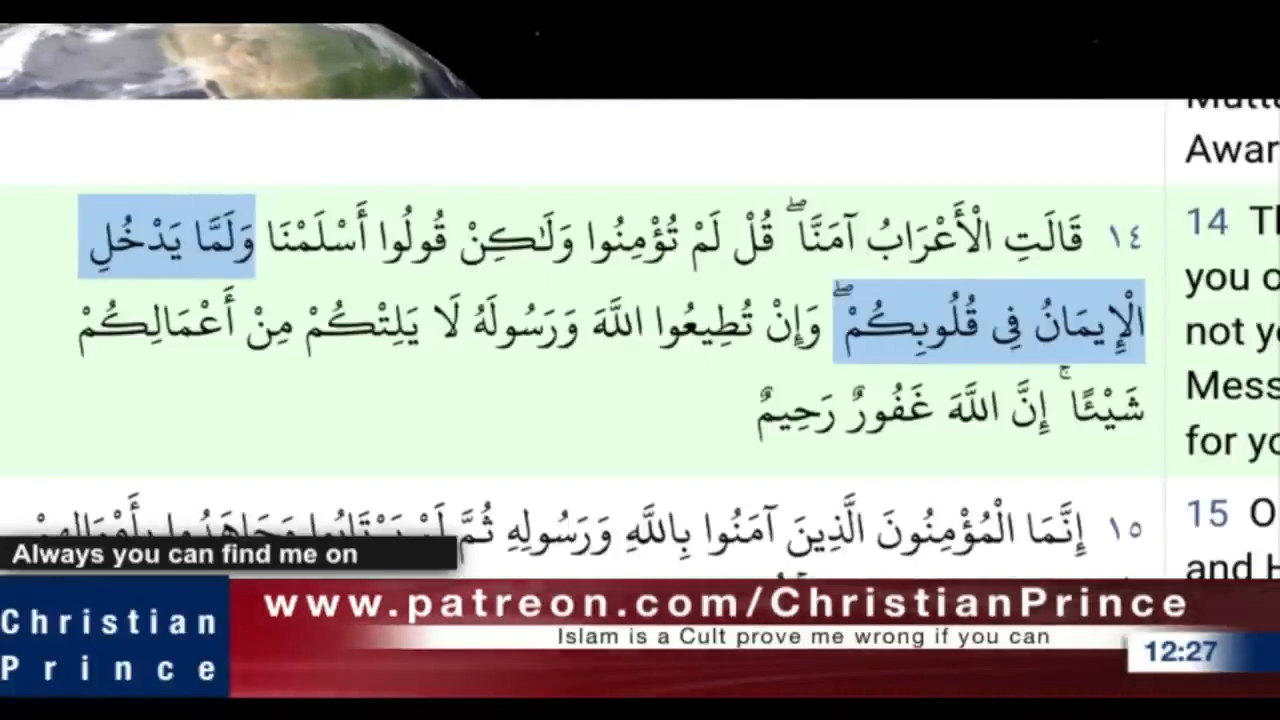 Awar
١٤ قَالَتِ الْأَعْرَابُ آمَنَّا ۖ قُلْ لَمْ تُؤْمِنُوا وَلَٰكِنْ قُولُوا أَسْلَمْنَا وَلَمَّا يَدْخُلِ
الْإِيمَانُ فِي قُلُوبِكُمْ ۖ وَإِنْ تُطِيعُوا اللَّهَ وَرَسُولَهُ لَا يَلِتْكُمْ مِنْ أَعْمَالِكُمْ
شَيْئًا ۚ إِنَّ اللَّهَ غَفُورٌ رَحِيمٌ
14 Th
you o
not y
Mess
for yo
١٥ إِنَّمَا الْمُؤْمِنُونَ الَّذِينَ آمَنُوا بِاللَّهِ وَرَسُولِهِ ثُمَّ
15 O
and H
Always you can find me on
Christian
Prince
www.patreon.com/ChristianPrince
Islam is a Cult prove me wrong if you can
12:27